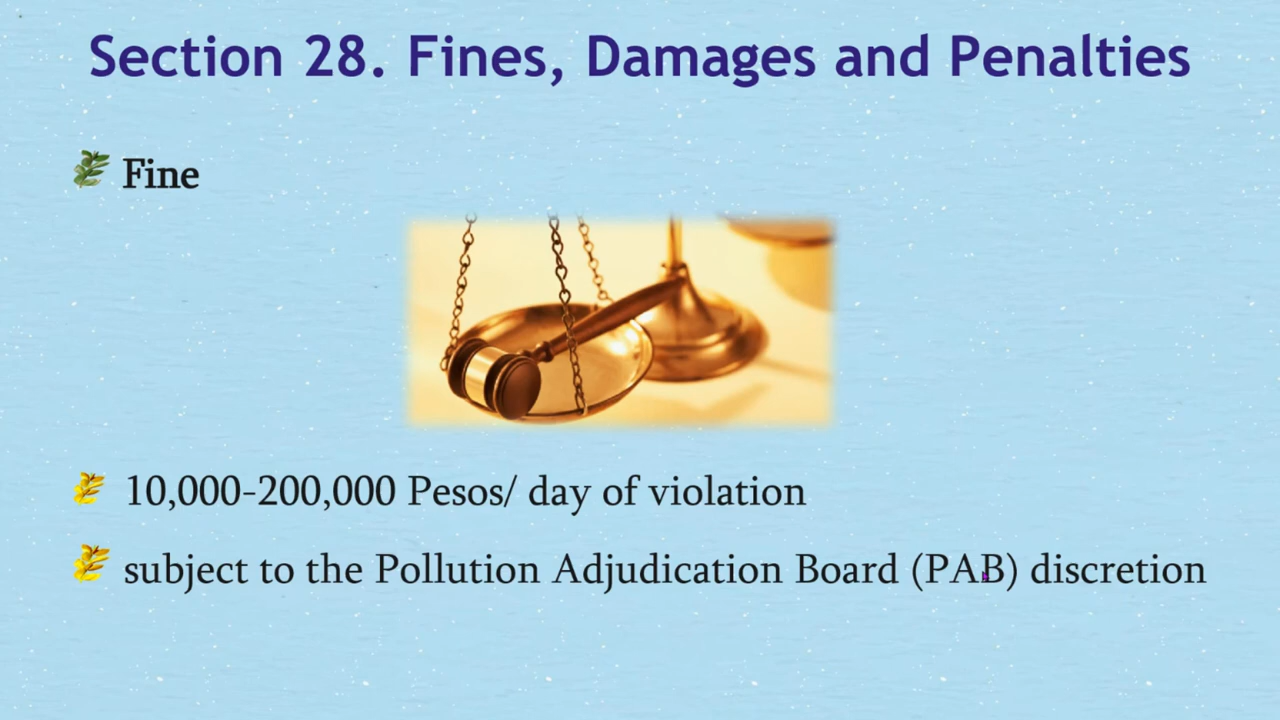 Section 28. Fines, Damages and Penalties
Fine
10,000-200,000 Pesos/ day of violation
subject to the Pollution Adjudication Board (PAB) discretion